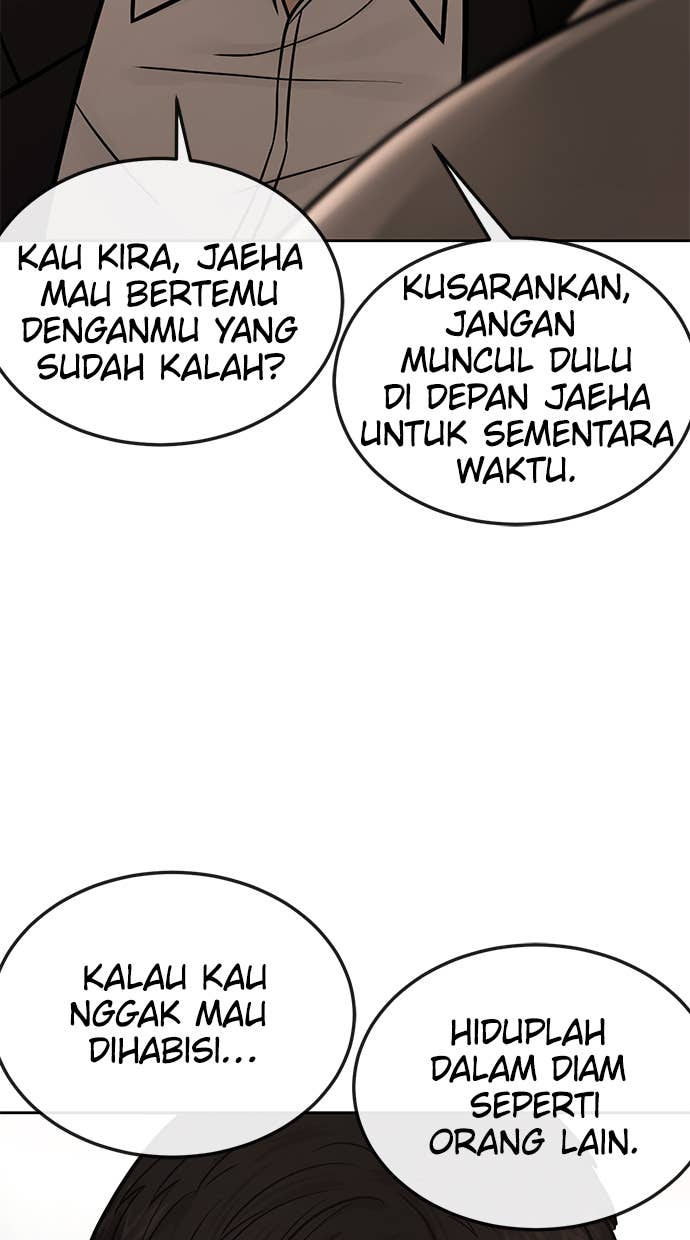 KAU KIRA, JAEHA
MAU BERTEMU
DENGANMU YANG
SUDAH KALAH?
KUSARANKAN,
JANGAN
MUNCUL DULU
DI DEPAN JAEHA
UNTUK SEMENTARA
WAKTU.
KALAU KAU
NGGAK MAU
DIHABISI...
HIDUPLAH
DALAM DIAM
SEPERTI
ORANG LAIN.